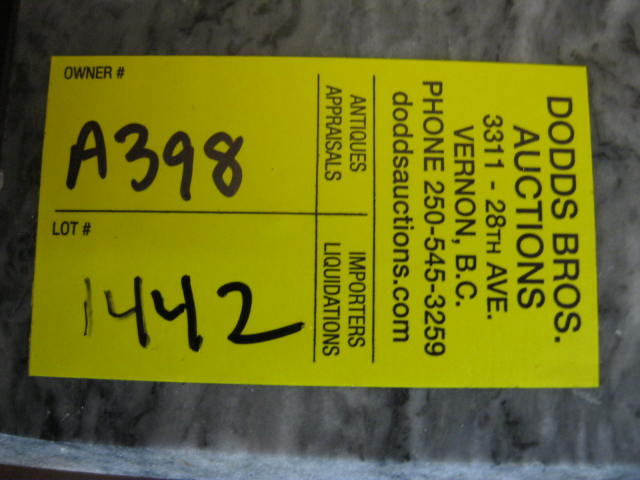 DODDS BROS.
AUCTIONS
3311 - 28TH AVE.
VERNON, B.C.
PHONE 250-545-3259
doddsauctions.com
ANTIQUES IMPORTERS
APPRAISALS LIQUIDATIONS
OWNER #
A398
LOT #
1442